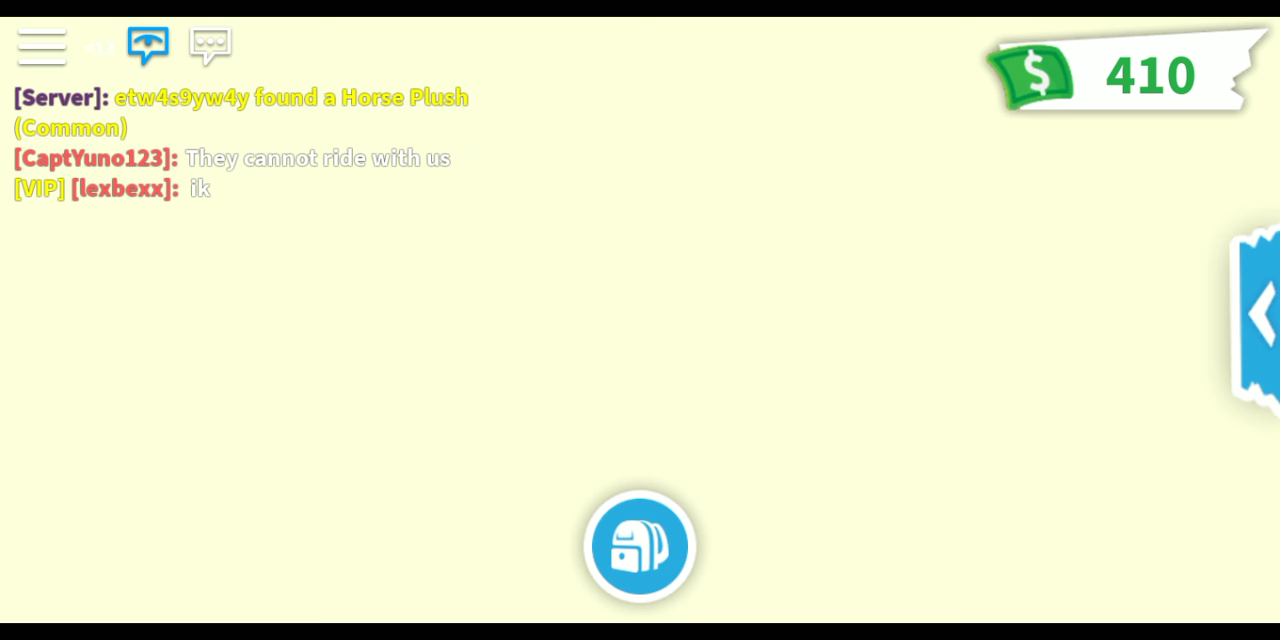 [Server]: etw4s9yw4y found a Horse Plush
(Common)
[CaptYuno123]: They cannot ride with us
[VIP] [lexbexx]: ik
$ 410